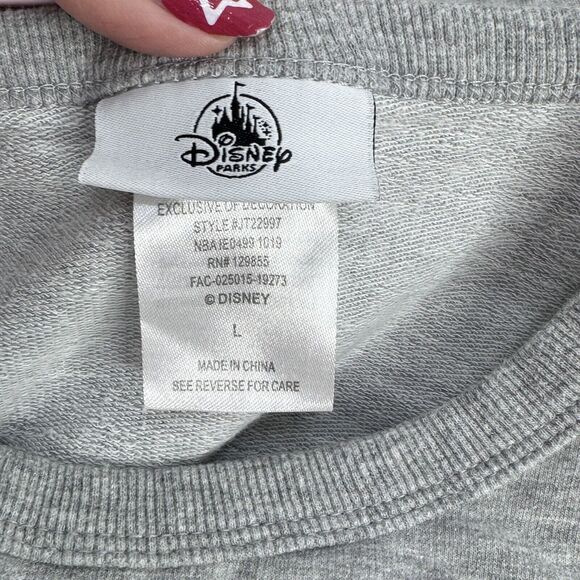 Disney
PARKS
EXCLUSIVE OF DECORATION
STYLE #JT22997
NBA IE0499 1019
RN# 129855
FAC-025015-19273
© DISNEY
L
MADE IN CHINA
SEE REVERSE FOR CARE